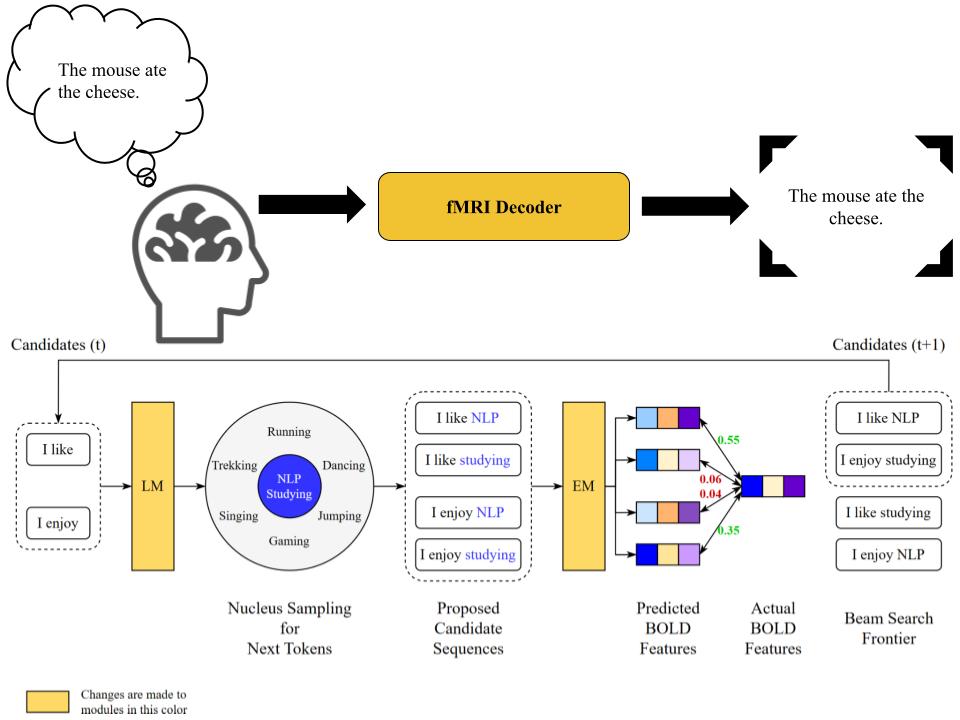 The mouse ate
the cheese.
fMRI Decoder
The mouse ate the
cheese.
Candidates (t)
Candidates (t+1)
I like
I enjoy
LM
Running
Trekking
Dancing
NLP
Studying
Singing
Jumping
Gaming
I like NLP
I like studying
I enjoy NLP
I enjoy studying
EM
0.55
0.06
0.04
0.35
I like NLP
I enjoy studying
I like studying
I enjoy NLP
Nucleus Sampling
for
Next Tokens
Proposed
Candidate
Sequences
Predicted
BOLD
Features
Actual
BOLD
Features
Beam Search
Frontier
Changes are made to
modules in this color